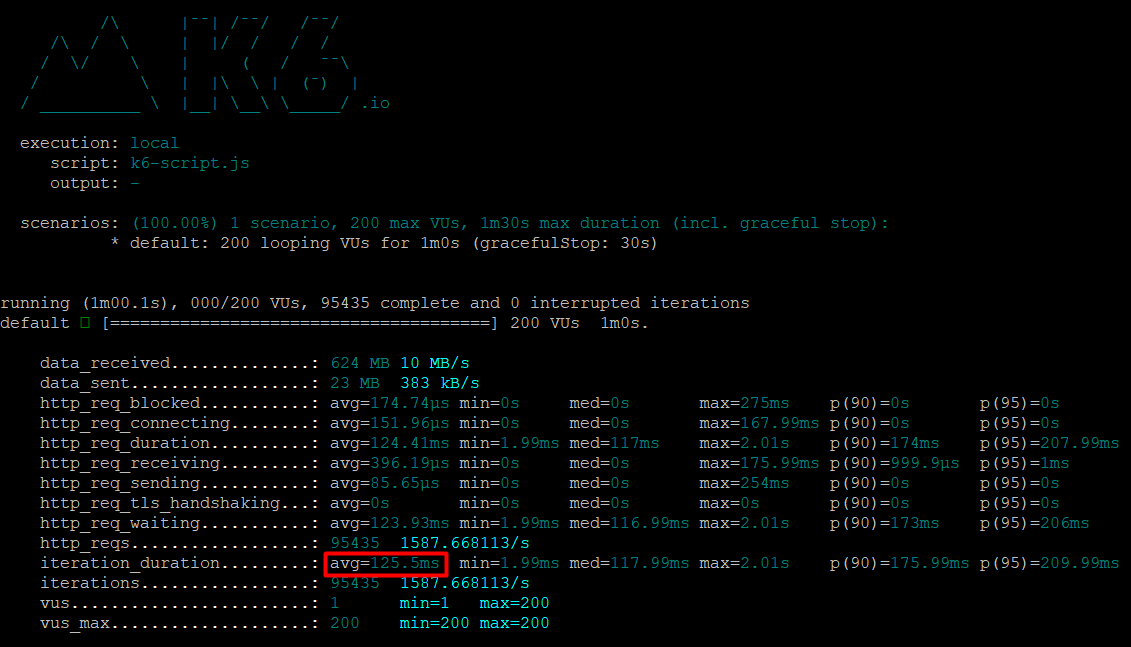 /\      |‾‾| /‾‾/   /‾‾/
/\  /  \     |  |/  /   /  /
/  \/    \    |     (   /   ‾‾\
/          \   |  |\  \ |  (‾)  |
/ __________ \  |__| \__\ \_____/ .io
execution: local
script: k6-script.js
output: -
scenarios: (100.00%) 1 scenario, 200 max VUs, 1m30s max duration (incl. graceful stop):
* default: 200 looping VUs for 1m0s (gracefulStop: 30s)
running (1m00.1s), 000/200 VUs, 95435 complete and 0 interrupted iterations
default □ [======================================] 200 VUs  1m0s.
data_received..............: 624 MB 10 MB/s
data_sent..................: 23 MB  383 kB/s
http_req_blocked...........: avg=174.74µs min=0s     med=0s       max=275ms    p(90)=0s       p(95)=0s
http_req_connecting........: avg=151.96µs min=0s     med=0s       max=167.99ms p(90)=0s       p(95)=0s
http_req_duration..........: avg=124.41ms min=1.99ms med=117ms    max=2.01s    p(90)=174ms    p(95)=207.99ms
http_req_receiving.........: avg=396.19µs min=0s     med=0s       max=175.99ms p(90)=999.9µs  p(95)=1ms
http_req_sending...........: avg=85.65µs  min=0s     med=0s       max=254ms    p(90)=0s       p(95)=0s
http_req_tls_handshaking...: avg=0s       min=0s     med=0s       max=0s       p(90)=0s       p(95)=0s
http_req_waiting...........: avg=123.93ms min=1.99ms med=116.99ms max=2.01s    p(90)=173ms    p(95)=206ms
http_reqs..................: 95435  1587.668113/s
iteration_duration.........: avg=125.5ms  min=1.99ms med=117.99ms max=2.01s    p(90)=175.99ms p(95)=209.99ms
iterations.................: 95435  1587.668113/s
vus........................: 1      min=1   max=200
vus_max....................: 200    min=200 max=200